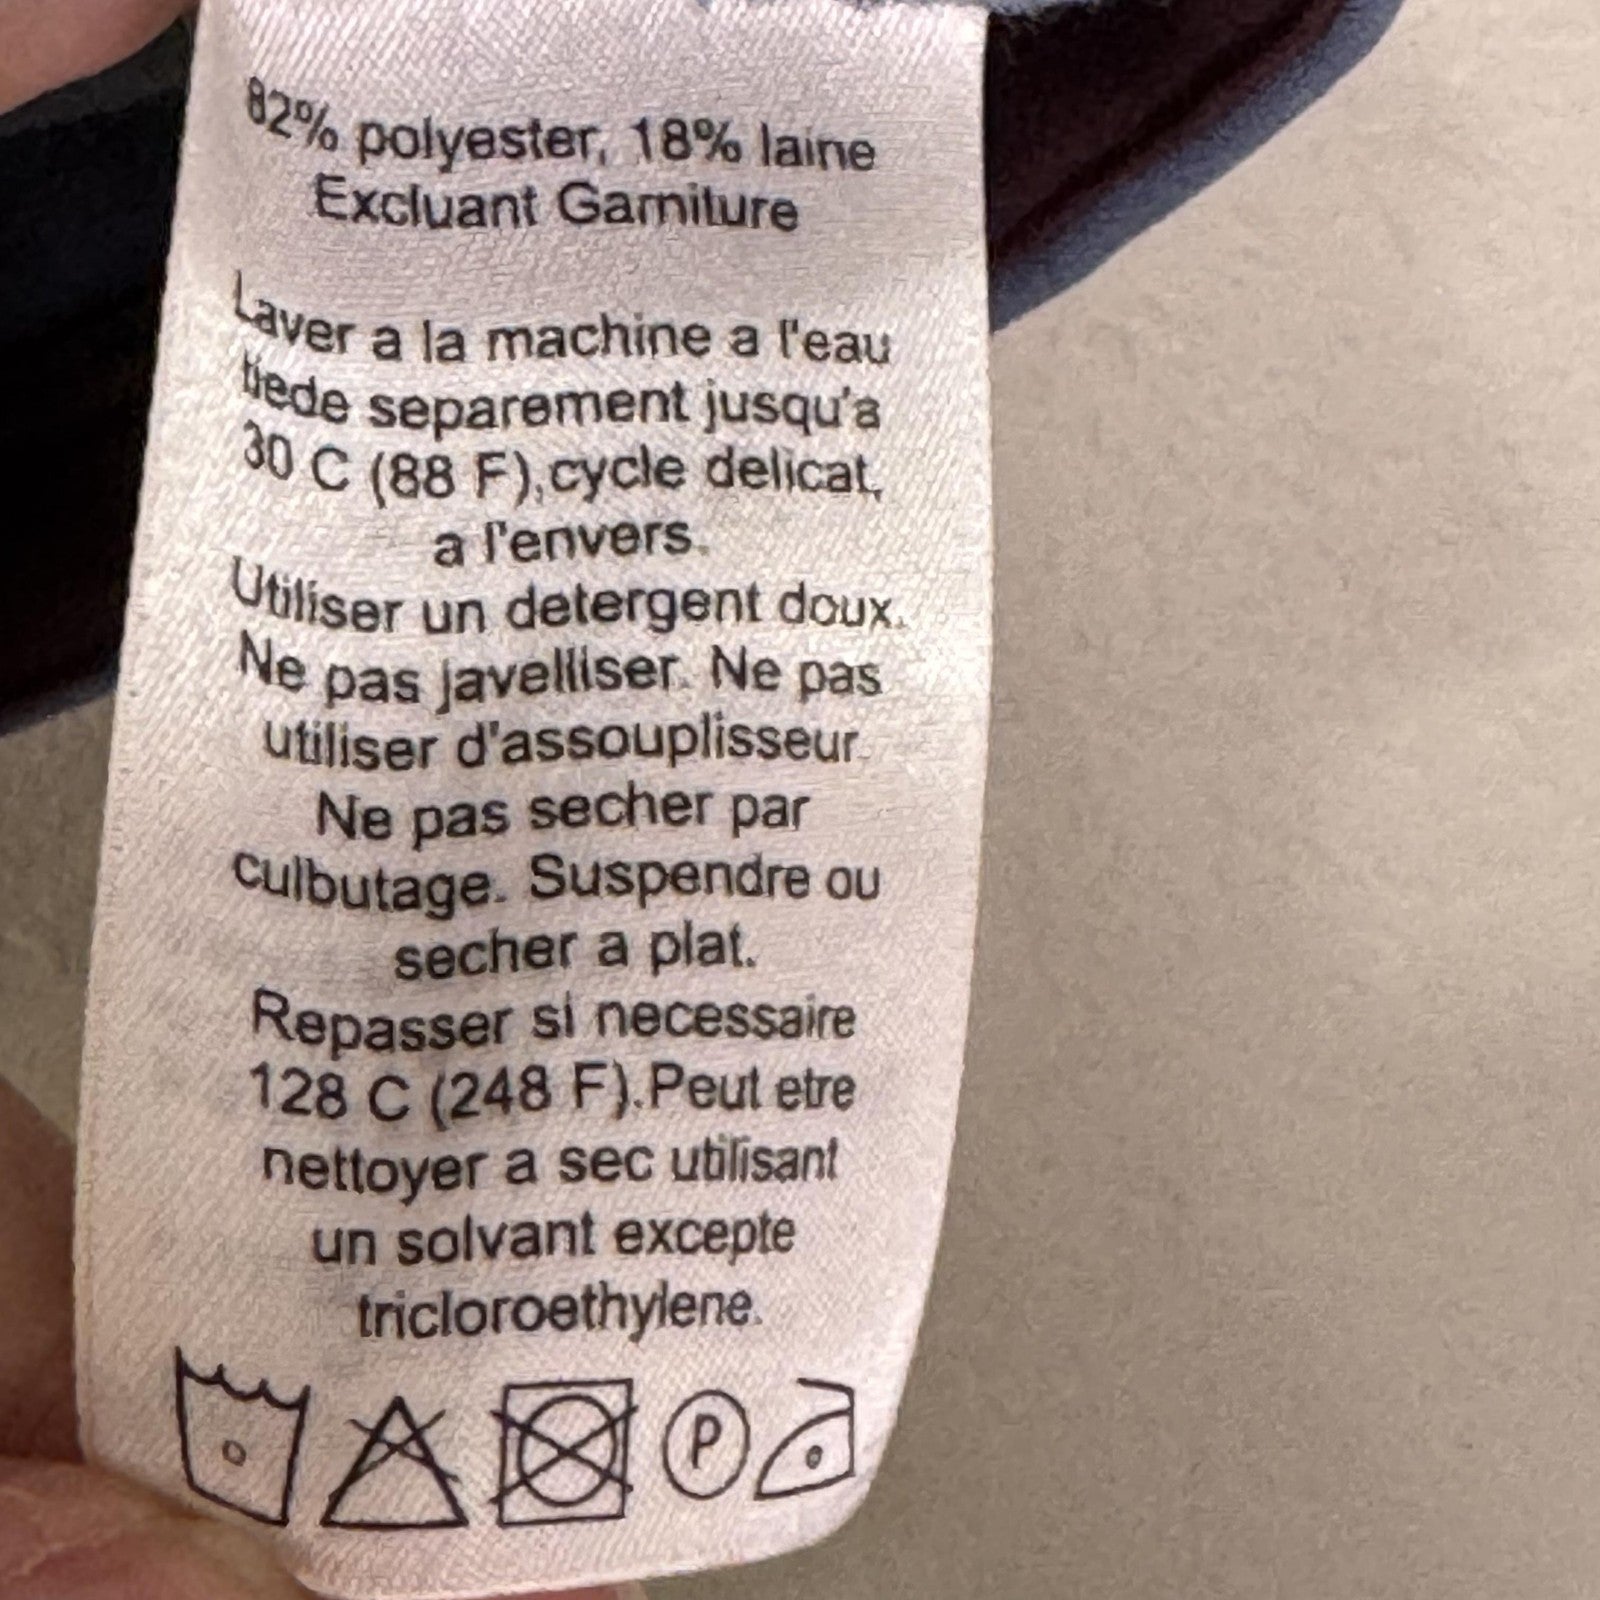 82% polyester, 18% laine
Excluant Garniture
Laver a la machine a l'eau
tiede separement jusqu'a
30 C (88 F),cycle delicat,
a l'envers.
Utiliser un detergent doux.
Ne pas javelliser. Ne pas
utiliser d'assouplisseur.
Ne pas secher par
culbutage. Suspendre ou
secher a plat.
Repasser si necessaire
128 C (248 F).Peut etre
nettoyer a sec utilisant
un solvant excepte
tricloroethylene.
P